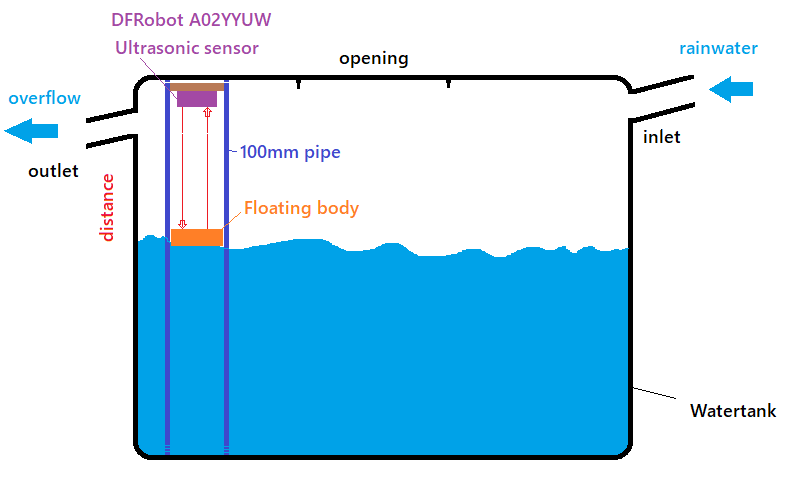 DFRobot A02YYUW
Ultrasonic sensor
opening
rainwater
overflow
inlet
outlet
100mm pipe
distance
Floating body
Watertank